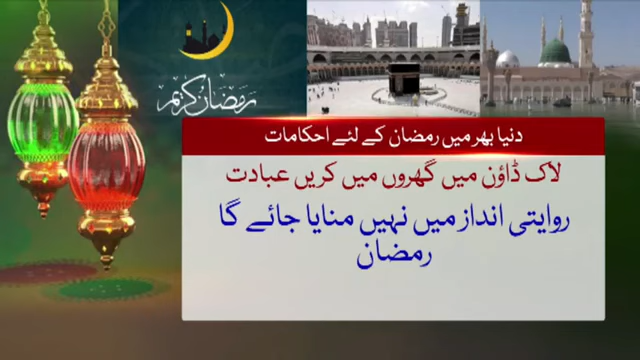 رمضان كريم
دنیا بھر میں رمضان کے لئے احکامات
لاک ڈاؤن میں گھروں میں کریں عبادت
روایتی انداز میں نہیں منایا جائے گا
رمضان